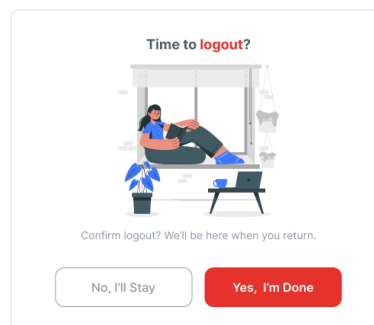 Time to logout?
Confirm logout? We'll be here when you return.
No, I'll Stay
Yes, I'm Done